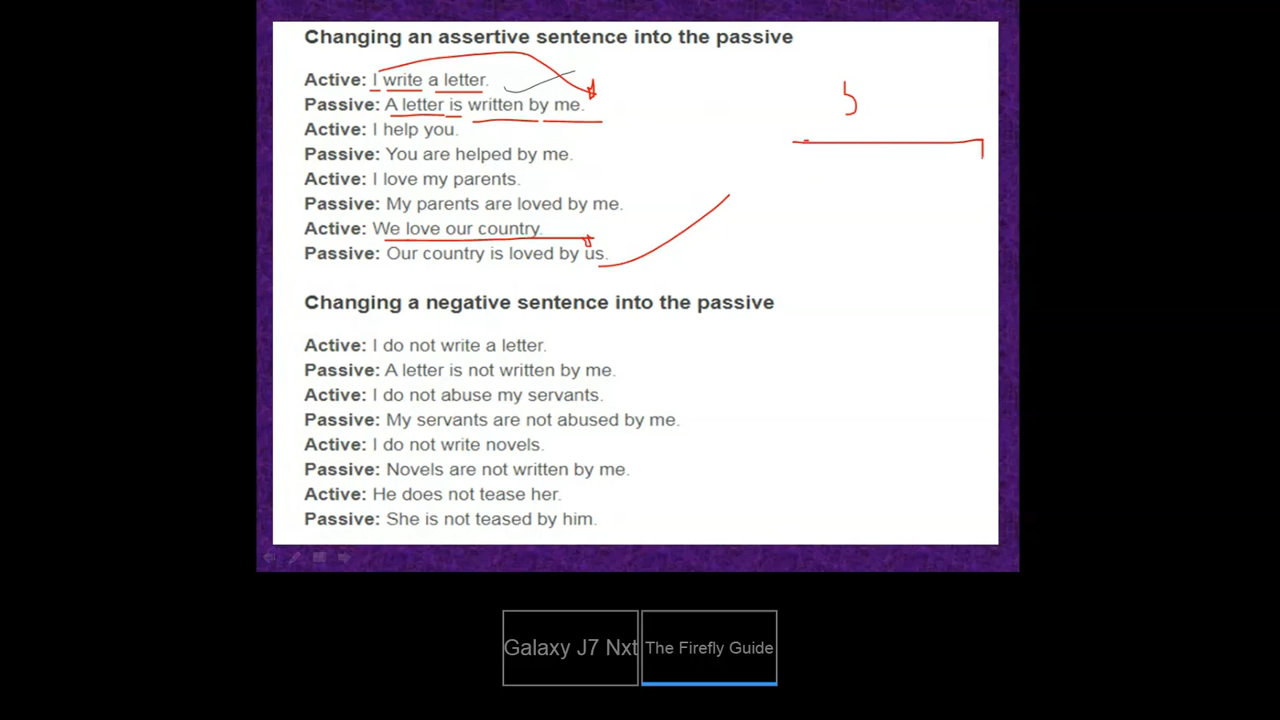 Changing an assertive sentence into the passive
Active: I write a letter.
Passive: A letter is written by me.
Active: I help you.
Passive: You are helped by me.
Active: I love my parents.
Passive: My parents are loved by me.
Active: We love our country.
Passive: Our country is loved by us.
Changing a negative sentence into the passive
Active: I do not write a letter.
Passive: A letter is not written by me.
Active: I do not abuse my servants.
Passive: My servants are not abused by me.
Active: I do not write novels.
Passive: Novels are not written by me.
Active: He does not tease her.
Passive: She is not teased by him.
Galaxy J7 Nxt
The Firefly Guide